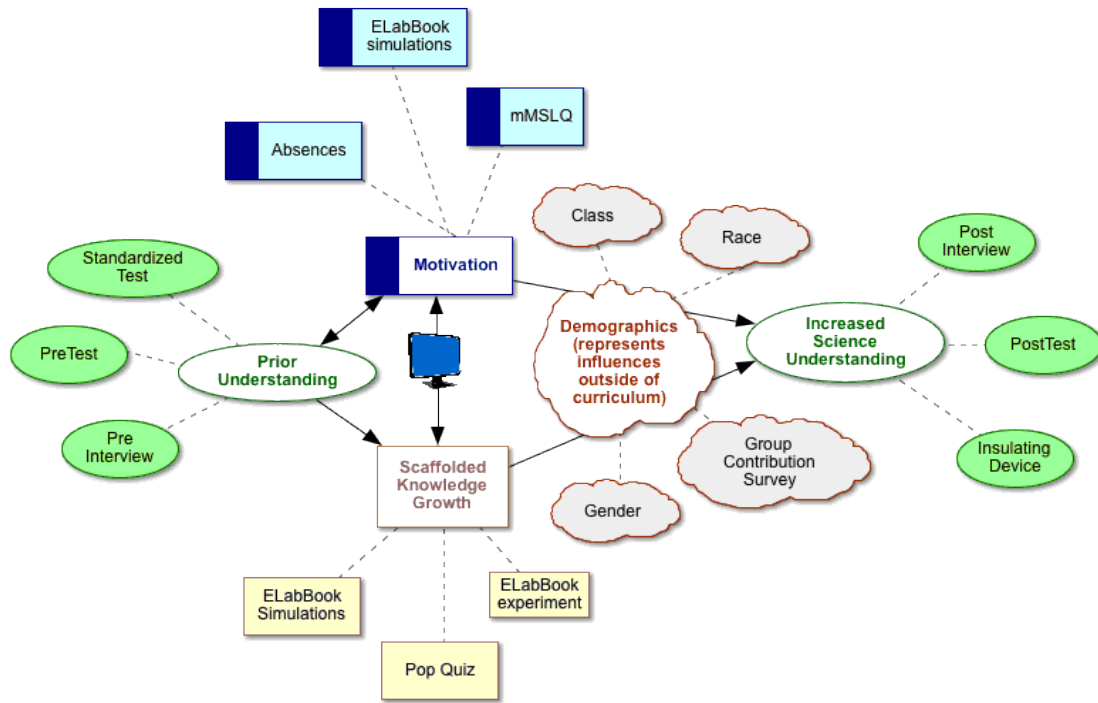 ELabBook
simulations
mMSLQ
Absences
Class
Race
Post
Interview
Standardized
Test
Motivation
Demographics
(represents
influences
outside of
curriculum)
Increased
Science
Understanding
PreTest
Prior
Understanding
PostTest
Pre
Interview
Scaffolded
Knowledge
Growth
Group
Contribution
Survey
Insulating
Device
Gender
ELabBook
Simulations
ELabBook
experiment
Pop Quiz